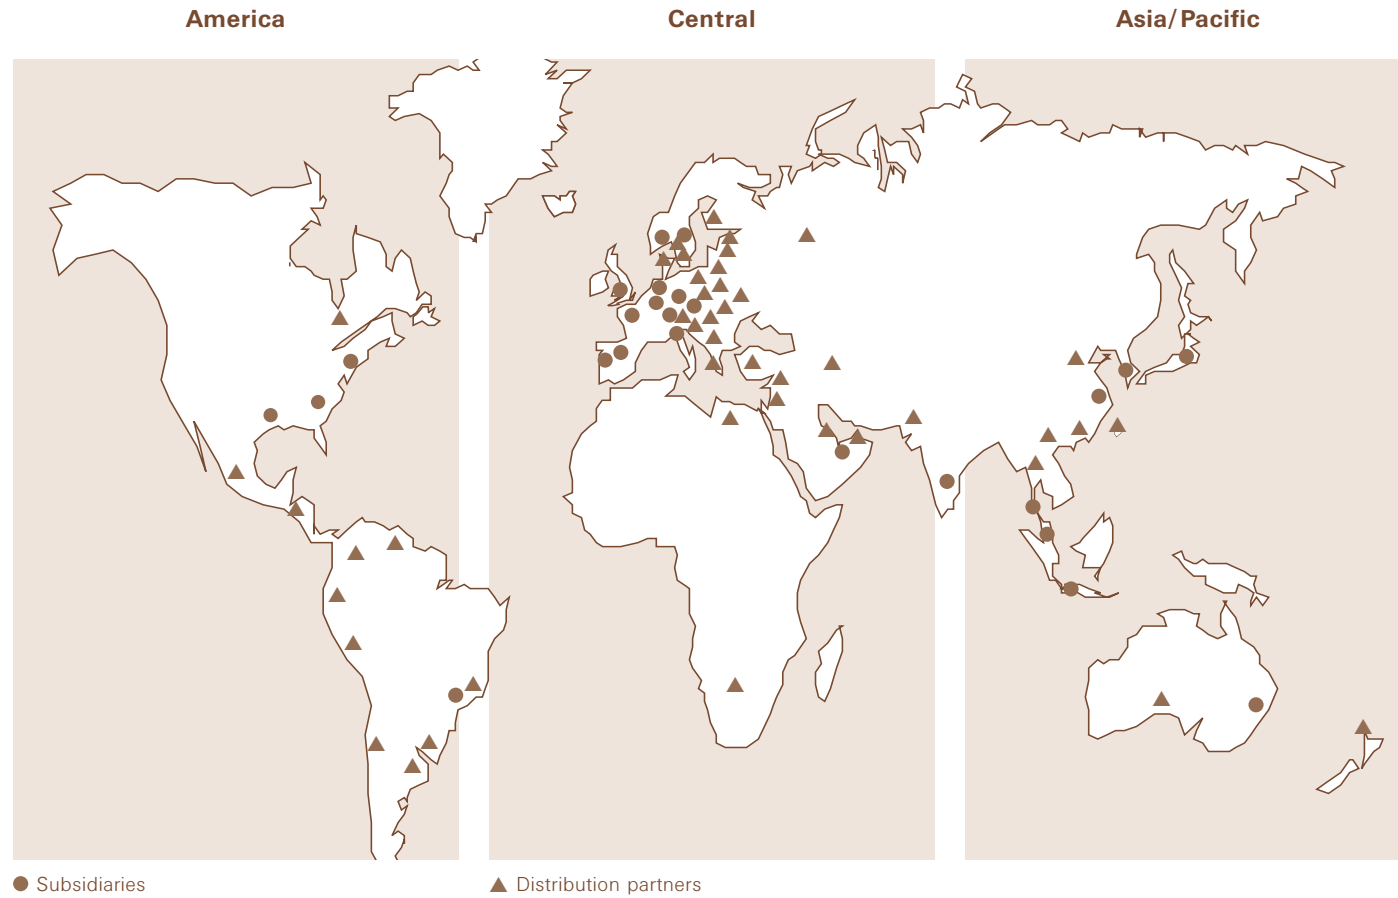 America
Central
Asia/Pacific
Subsidiaries
Distribution partners